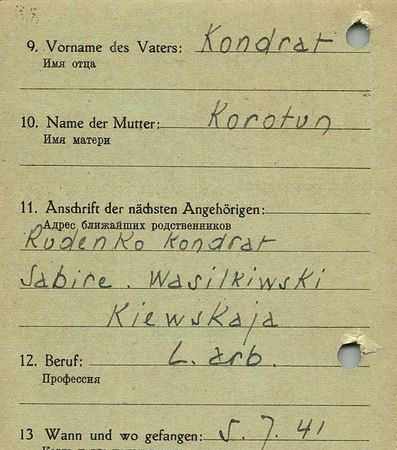 9. Vorname des Vaters: Kondrat
Имя отца
10. Name der Mutter: Korotun
Имя матери
11. Anschrift der nächsten Angehörigen:
Адрес ближайших родственников
Rudenko Kondrat
Sabire. Wasilkiwski
Kiewskaja
12. Beruf: L. arb.
Профессия
13 Wann und wo gefangen: 5. 7. 41